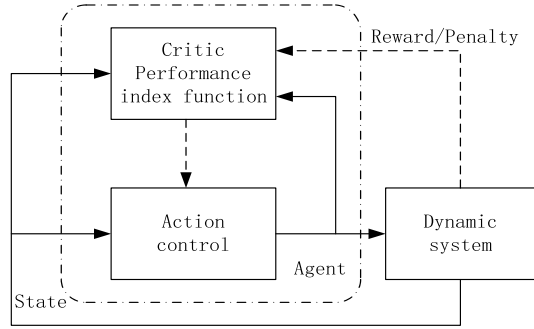 Reward/Penalty
Critic
Performance
index function
Action
control
Dynamic
system
Agent
State